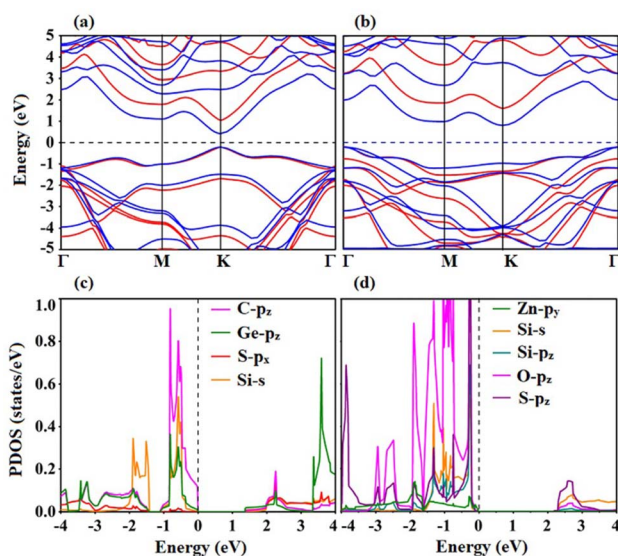 (a) (b)
5
4
3
2
1
0
-1
-2
-3
-4
-5
Energy (eV)
Γ M K Γ Γ M K Γ
(c) (d)
C-pz
Ge-pz
S-px
Si-s
Zn-py
Si-s
Si-pz
O-pz
S-pz
1.0
0.8
0.6
0.4
0.2
0.0
PDOS (states/eV)
-4 -3 -2 -1 0 1 2 3 4 -4 -3 -2 -1 0 1 2 3 4
Energy (eV) Energy (eV)